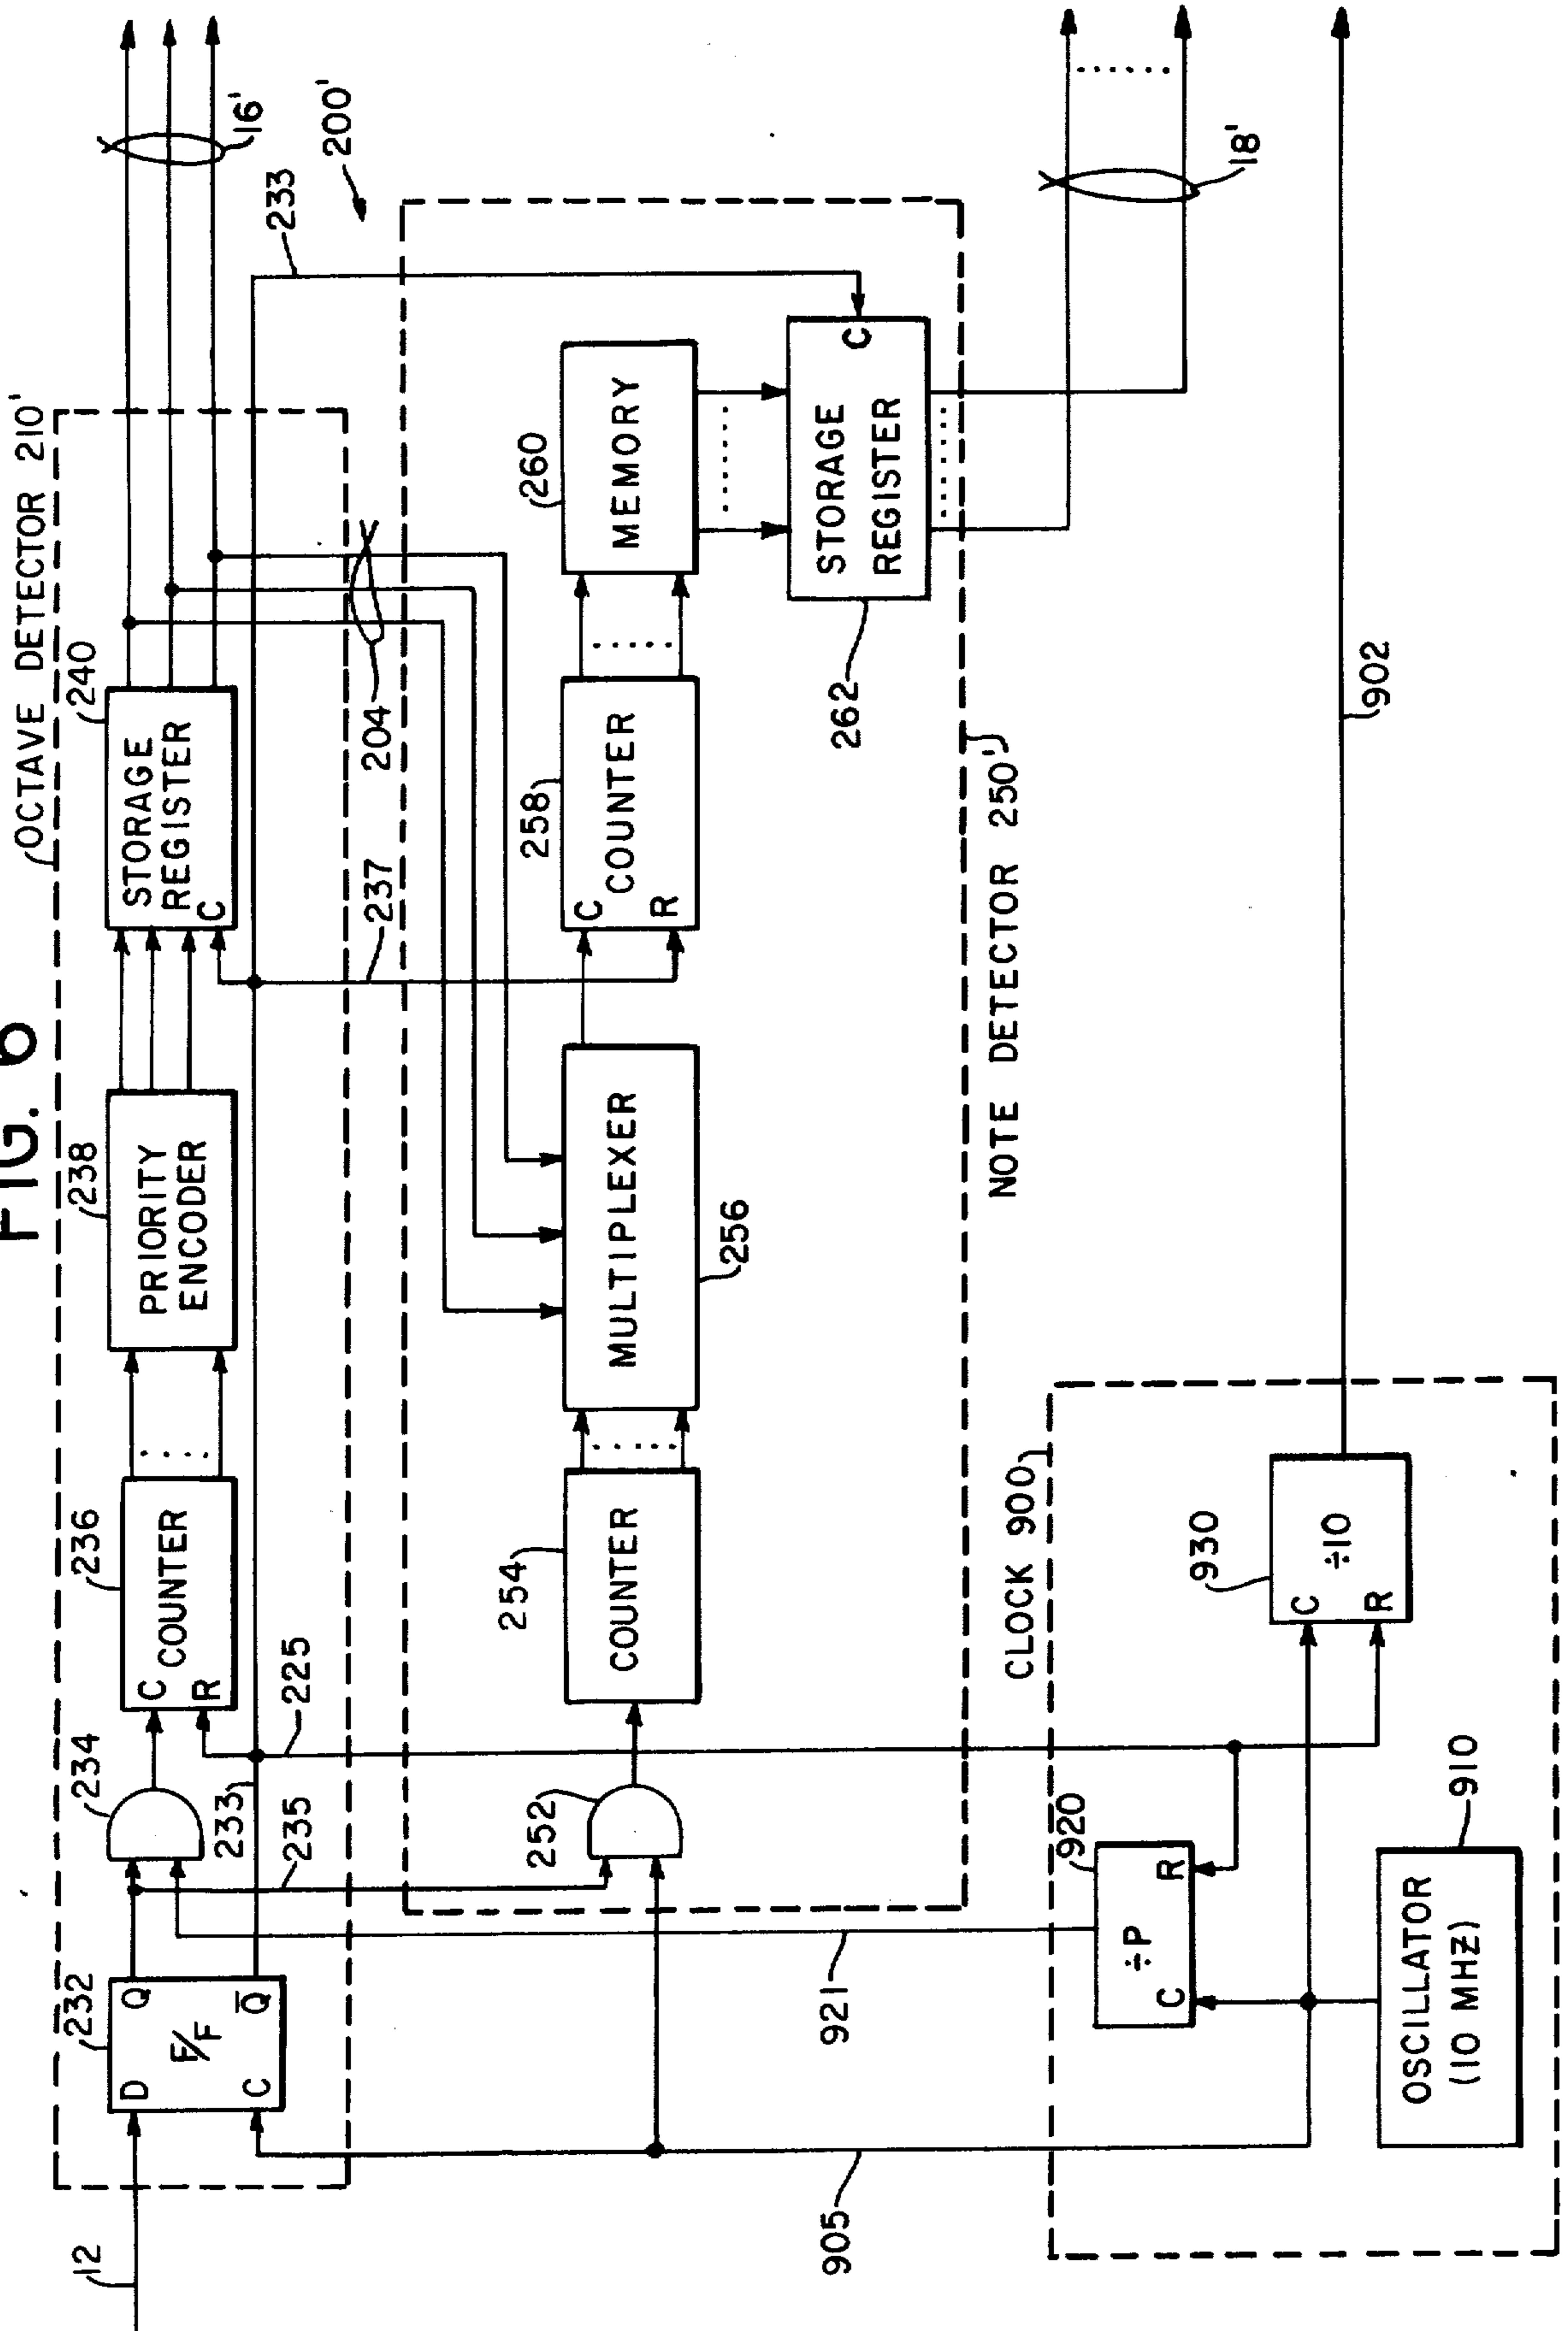 FIG. 6
OCTAVE DETECTOR 210'
12
232
D
Q
F/F
C
Q̅
234
233
235
236
C
COUNTER
R
225
238
PRIORITY
ENCODER
240
STORAGE
REGISTER
C
237
204
16'
233
200'
252
254
COUNTER
MULTIPLEXER
256
258
C
COUNTER
R
260
MEMORY
STORAGE
REGISTER
C
262
18'
NOTE DETECTOR 250'
905
921
CLOCK 900
920
÷P
C
R
OSCILLATOR
(10 MHZ)
910
930
C
÷10
R
902